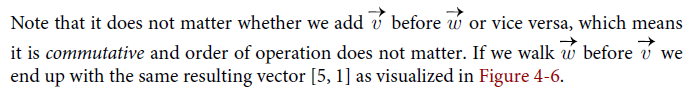 Note that it does not matter whether we add v⃗ before w⃗ or vice versa, which means
it is commutative and order of operation does not matter. If we walk w⃗ before v⃗ we
end up with the same resulting vector [5, 1] as visualized in Figure 4-6.